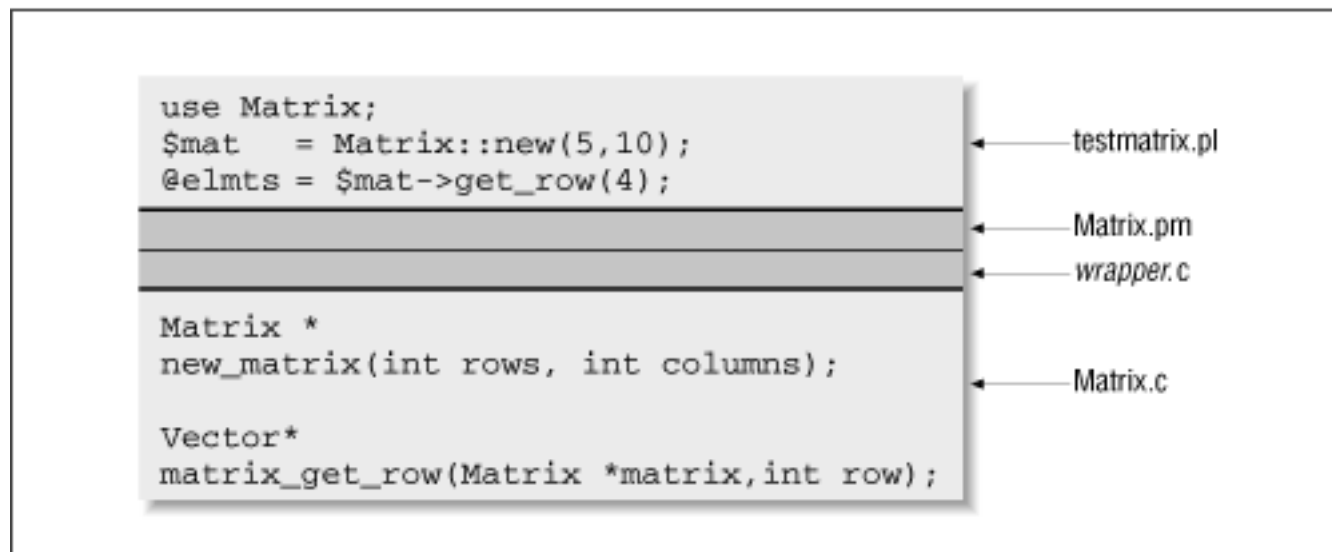 use Matrix;
$mat   = Matrix::new(5,10);
@elmts = $mat->get_row(4);
testmatrix.pl
Matrix.pm
wrapper.c
Matrix *
new_matrix(int rows, int columns);
Vector*
matrix_get_row(Matrix *matrix,int row);
Matrix.c